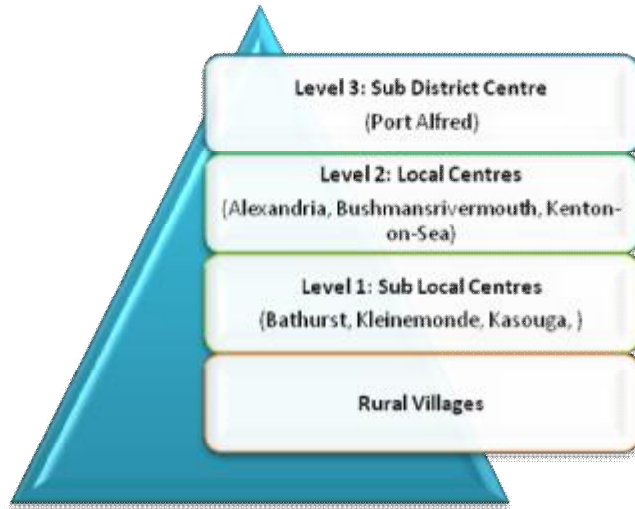 Level 3: Sub District Centre
(Port Alfred)
Level 2: Local Centres
(Alexandria, Bushmansrivermouth, Kenton-
on-Sea)
Level 1: Sub Local Centres
(Bathurst, Kleinemonde, Kasouga, )
Rural Villages